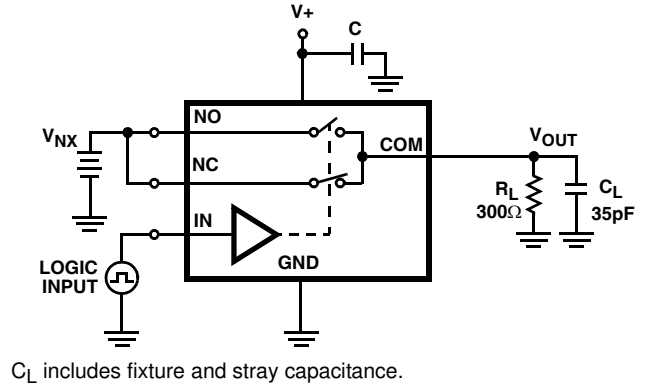 V+
C
NO
V_NX
COM
V_OUT
NC
R_L
300Ω
C_L
35pF
IN
LOGIC
INPUT
GND
C_L includes fixture and stray capacitance.